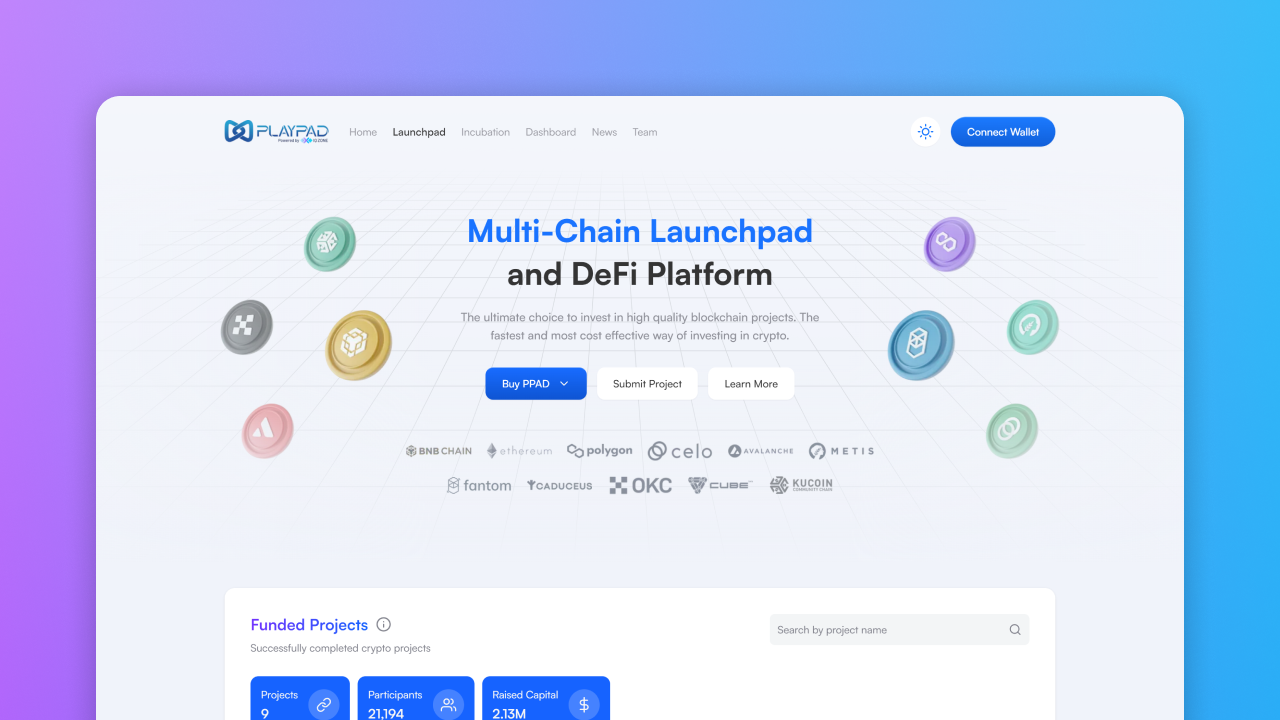 PLAYPAD
Powered by
Home Launchpad Incubation Dashboard News Team
Connect Wallet
Multi-Chain Launchpad
and DeFi Platform
The ultimate choice to invest in high quality blockchain projects. The
fastest and most cost effective way of investing in crypto.
Buy PPAD Submit Project Learn More
BNB CHAIN ethereum polygon celo AVALANCHE METIS
fantom CADUCEUS OKC CUBE KUCOIN
COMMUNITY CHAIN
Funded Projects
Search by project name
Successfully completed crypto projects
Projects Participants Raised Capital
9 21,194 2.13M